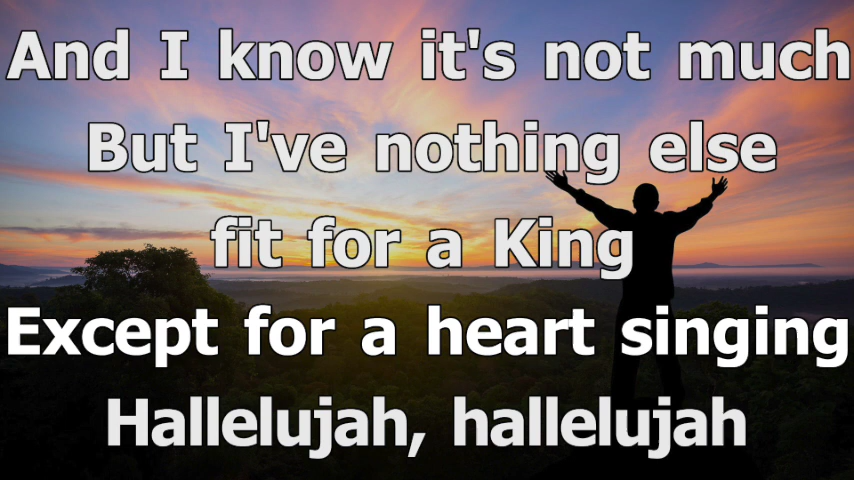 And I know it's not much
But I've nothing else
fit for a King
Except for a heart singing
Hallelujah, hallelujah